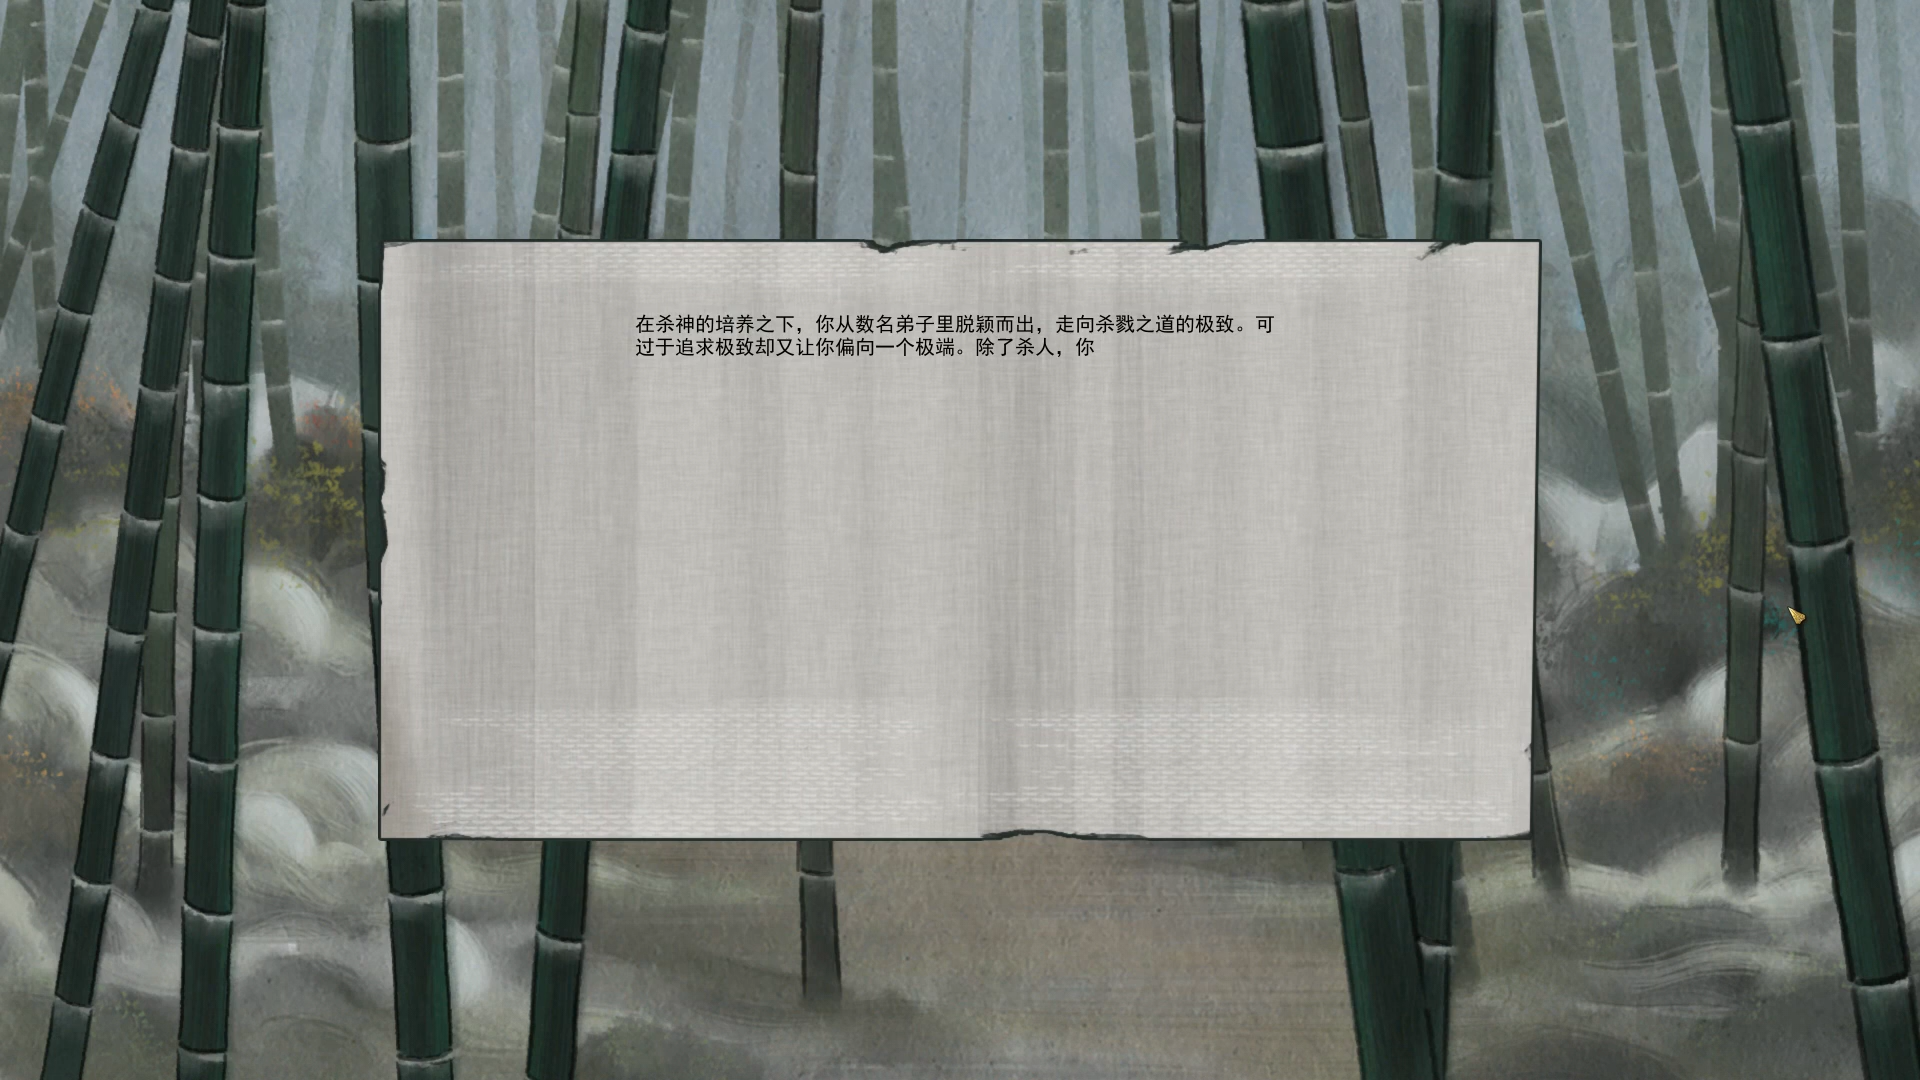 在杀神的培养之下，你从数名弟子里脱颖而出，走向杀戮之道的极致。可
过于追求极致却又让你偏向一个极端。除了杀人，你